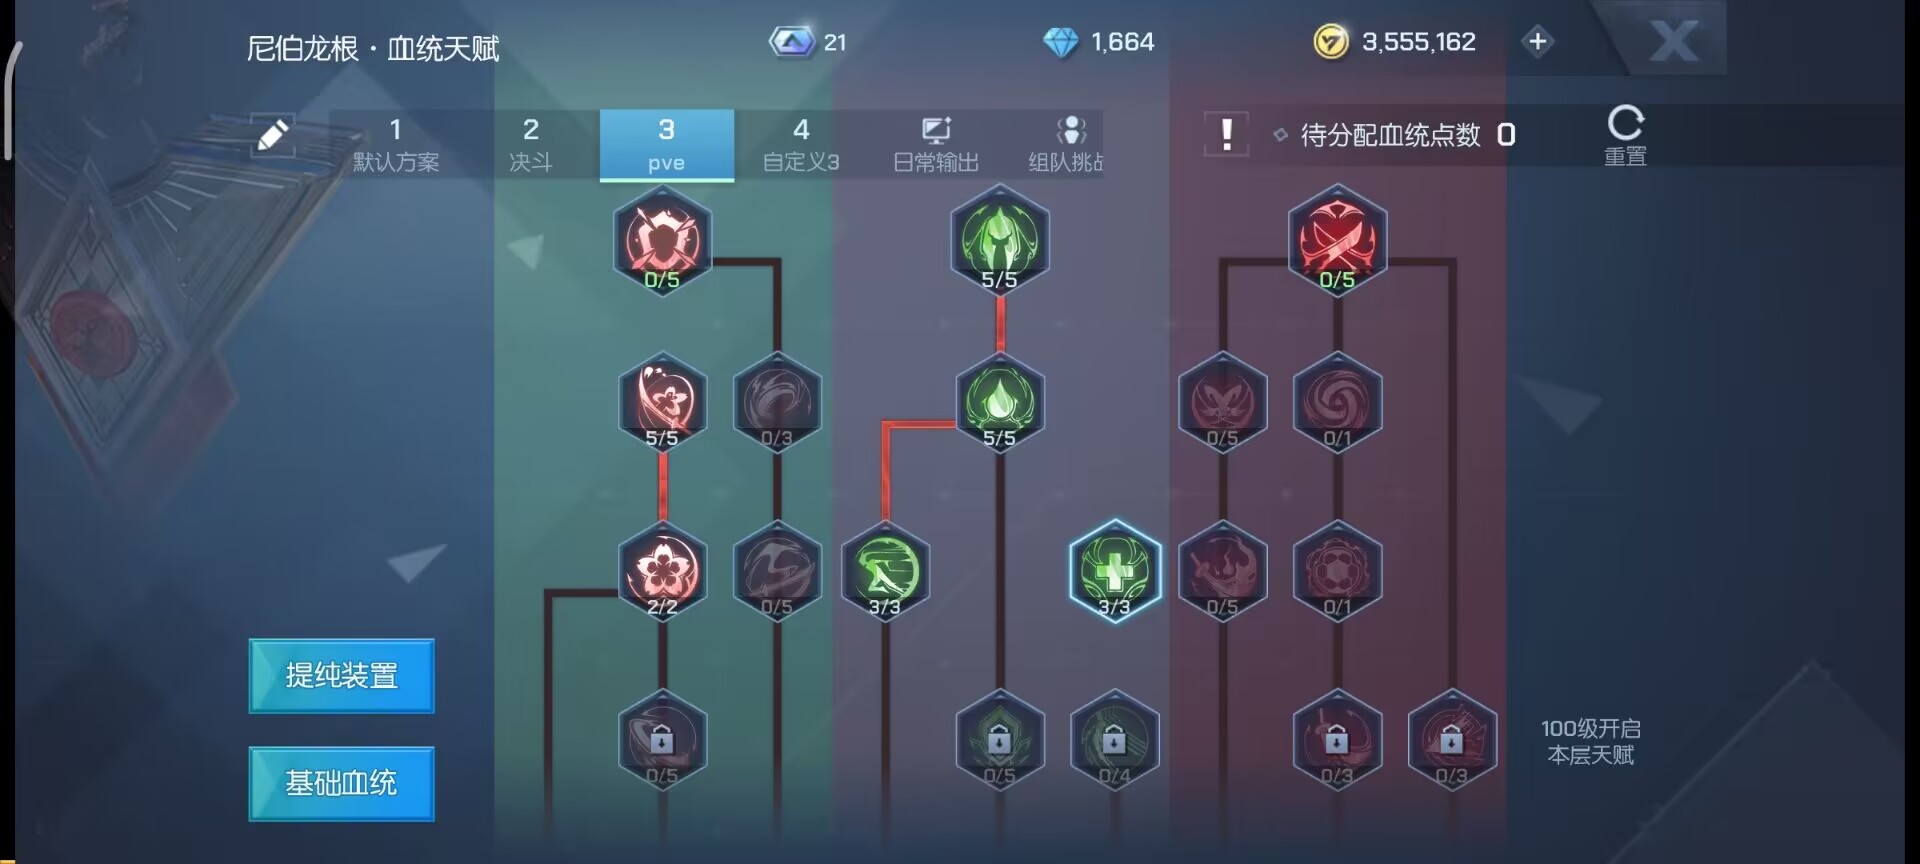 尼伯龙根·血统天赋
21
1,664
3,555,162
1
默认方案
2
决斗
3
pve
4
自定义3
日常输出
组队挑战
待分配血统点数 0
重置
0/5
5/5
0/5
5/5
0/3
5/5
0/5
0/1
2/2
0/5
3/3
3/3
0/5
0/1
提纯装置
0/5
0/5
0/4
0/3
0/3
100级开启
本层天赋
基础血统